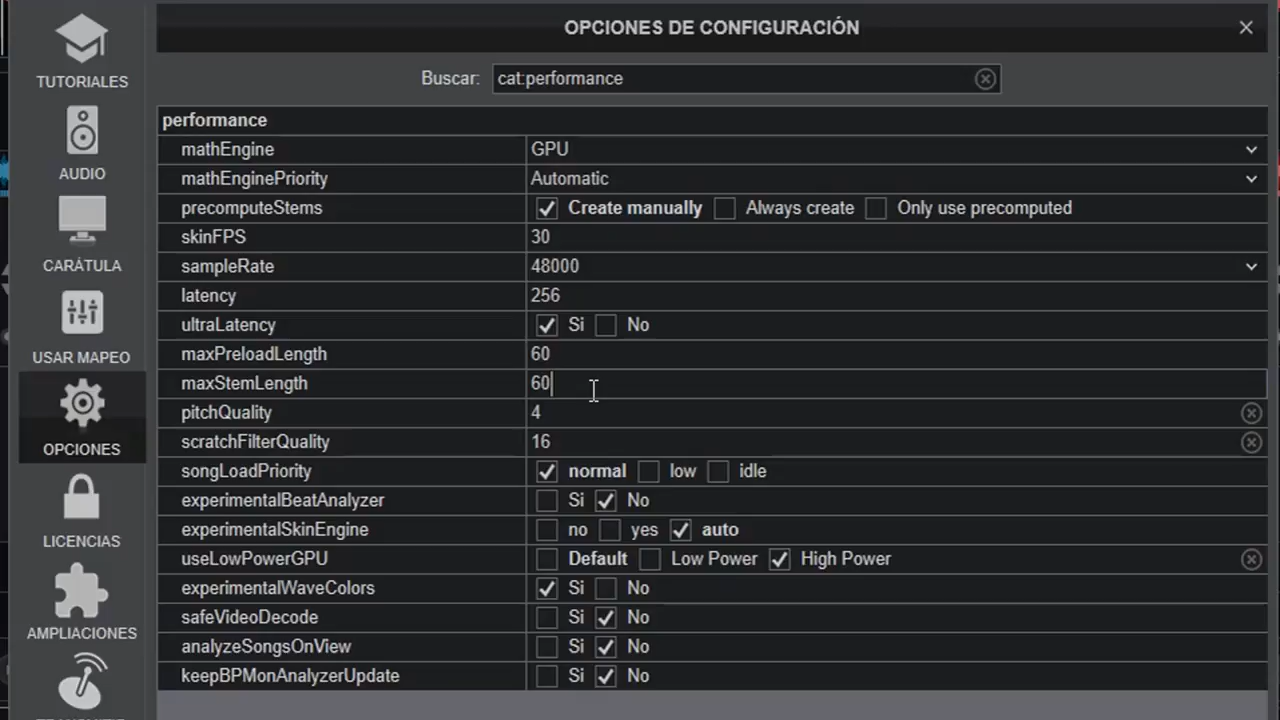 OPCIONES DE CONFIGURACIÓN
TUTORIALES
Buscar: cat:performance
performance
mathEngine GPU
AUDIO
mathEnginePriority Automatic
precomputeStems Create manually Always create Only use precomputed
skinFPS 30
CARÁTULA
sampleRate 48000
latency 256
ultraLatency Si No
USAR MAPEO
maxPreloadLength 60
maxStemLength 60
pitchQuality 4
scratchFilterQuality 16
OPCIONES
songLoadPriority normal low idle
experimentalBeatAnalyzer Si No
experimentalSkinEngine no yes auto
LICENCIAS
useLowPowerGPU Default Low Power High Power
experimentalWaveColors Si No
safeVideoDecode Si No
AMPLIACIONES
analyzeSongsOnView Si No
keepBPMonAnalyzerUpdate Si No